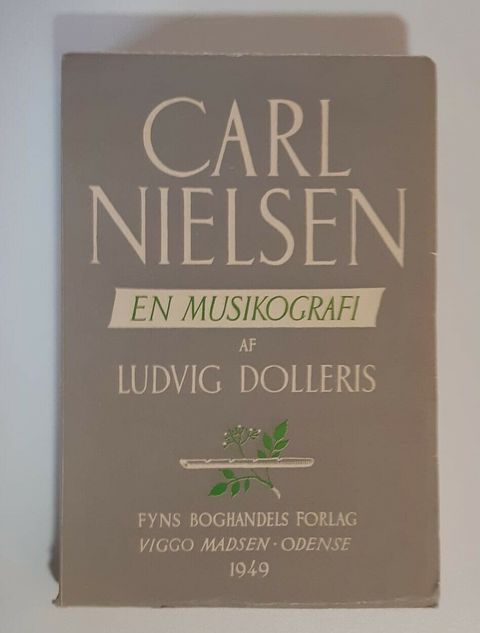 CARL
NIELSEN
EN MUSIKOGRAFI
AF
LUDVIG DOLLERIS
FYNS BOGHANDELS FORLAG
VIGGO MADSEN · ODENSE
1949